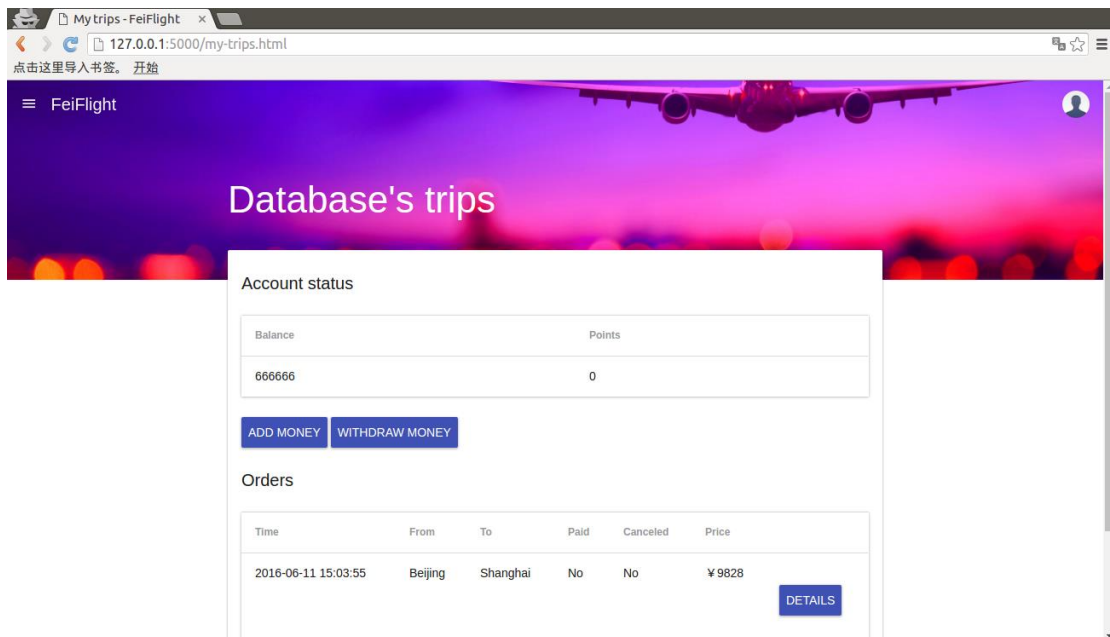 My trips - FeiFlight
127.0.0.1:5000/my-trips.html
点击这里导入书签。 开始
FeiFlight
Database's trips
Account status
Balance Points
666666 0
ADD MONEY WITHDRAW MONEY
Orders
Time From To Paid Canceled Price
2016-06-11 15:03:55 Beijing Shanghai No No ¥9828
DETAILS